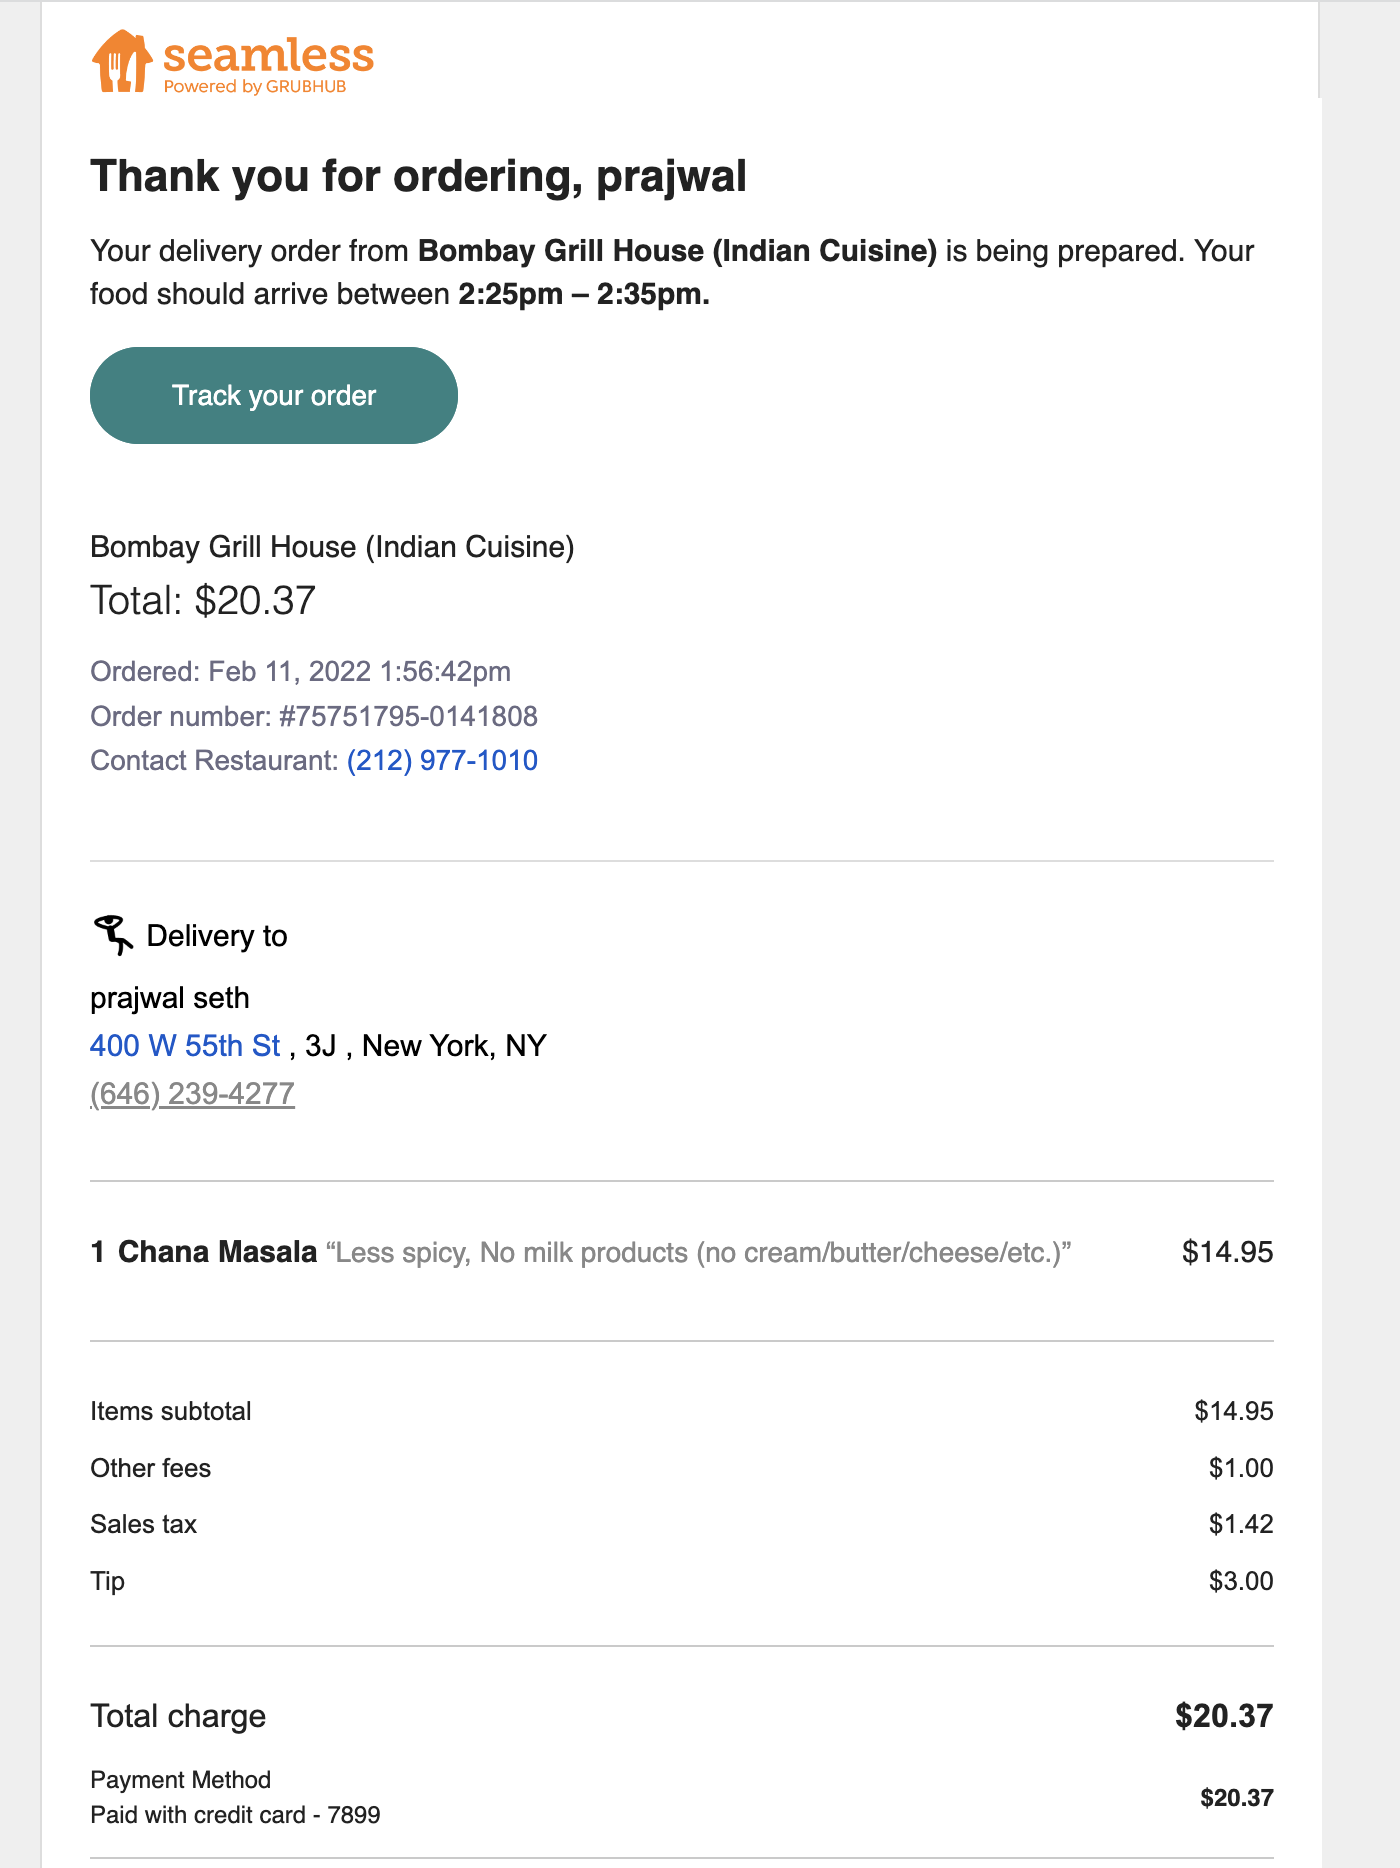 seamless
Powered by GRUBHUB
Thank you for ordering, prajwal
Your delivery order from Bombay Grill House (Indian Cuisine) is being prepared. Your
food should arrive between 2:25pm – 2:35pm.
Track your order
Bombay Grill House (Indian Cuisine)
Total: $20.37
Ordered: Feb 11, 2022 1:56:42pm
Order number: #75751795-0141808
Contact Restaurant: (212) 977-1010
Delivery to
prajwal seth
400 W 55th St , 3J , New York, NY
(646) 239-4277
1 Chana Masala “Less spicy, No milk products (no cream/butter/cheese/etc.)” $14.95
Items subtotal $14.95
Other fees $1.00
Sales tax $1.42
Tip $3.00
Total charge $20.37
Payment Method
Paid with credit card - 7899 $20.37